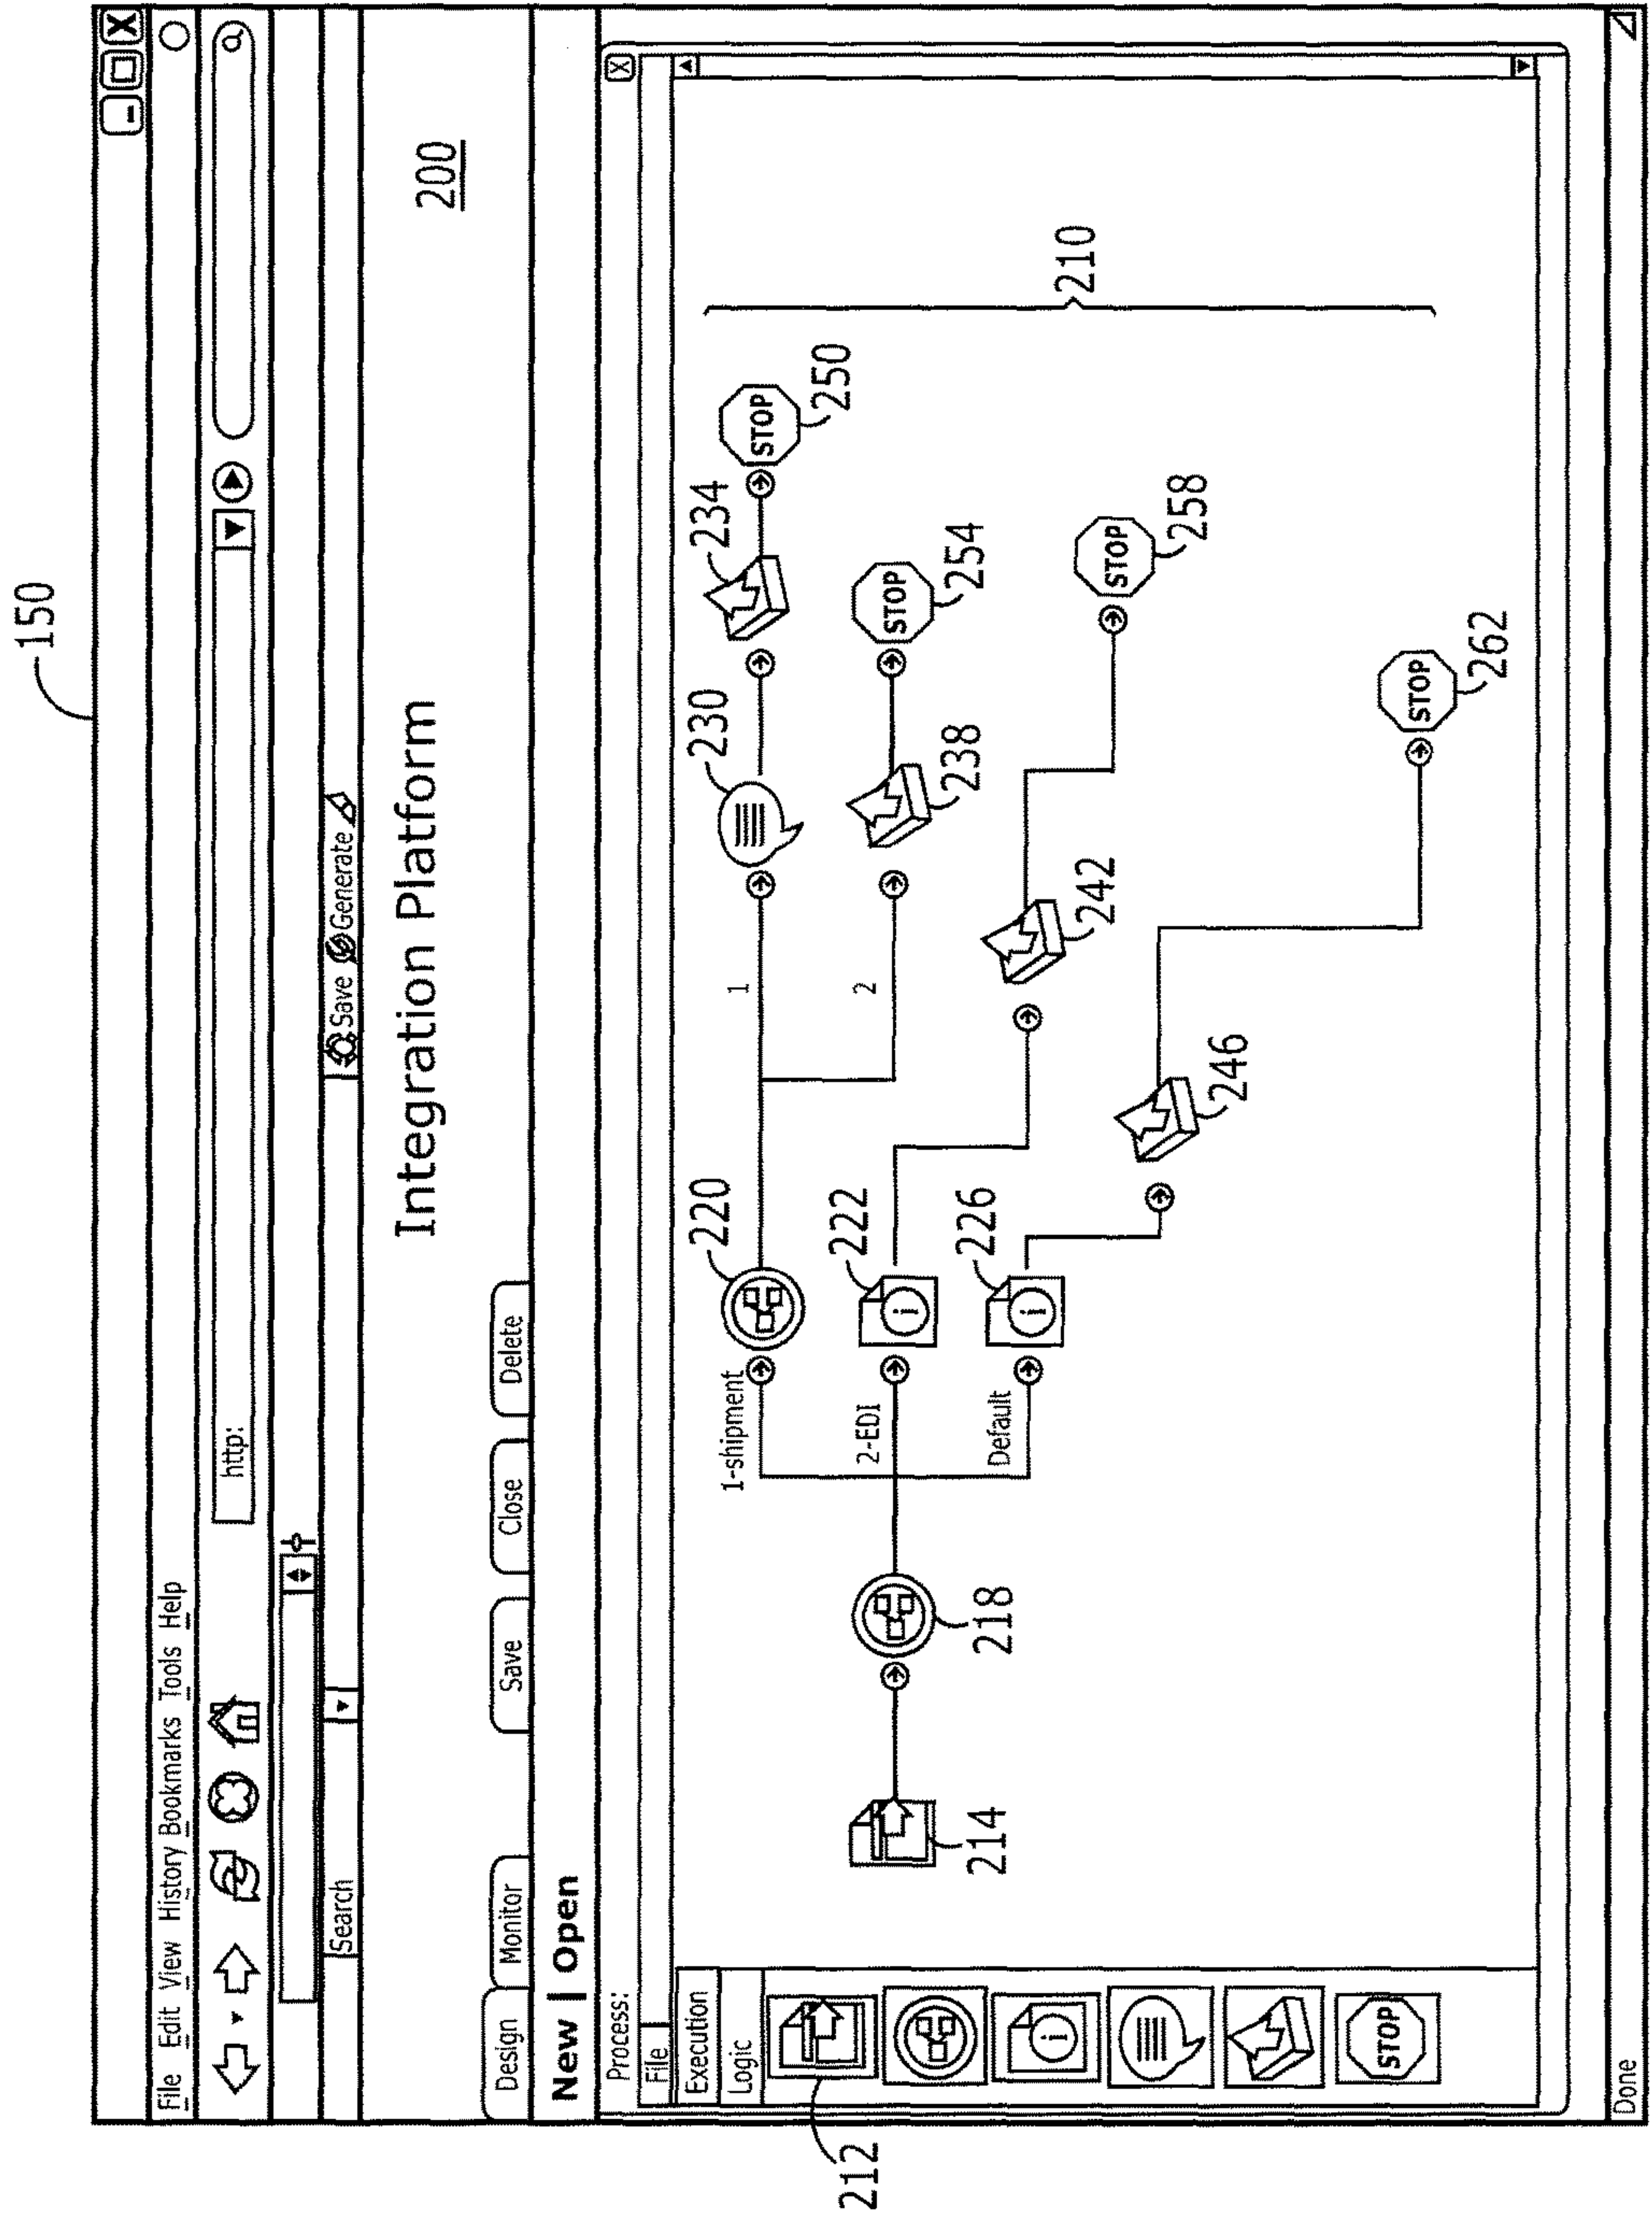 150
File Edit View History Bookmarks Tools Help
http:
Search
Save Generate
Integration Platform
200
Design Monitor Save Close Delete
New | Open
Process:
X
File
Execution
Logic
212
STOP
214
218
1-shipment
2-EDI
Default
220
222
226
1
2
230
234
238
242
246
STOP
250
STOP
254
STOP
258
STOP
262
210
Done